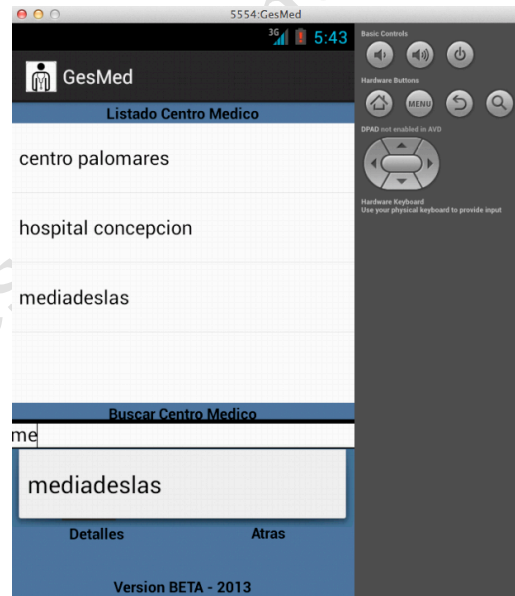 5554:GesMed
3G 5:43
GesMed
Listado Centro Medico
centro palomares
hospital concepcion
mediadeslas
Buscar Centro Medico
me
mediadeslas
Detalles Atras
Version BETA - 2013
Basic Controls
Hardware Buttons
MENU
DPAD not enabled in AVD
Hardware Keyboard
Use your physical keyboard to provide input